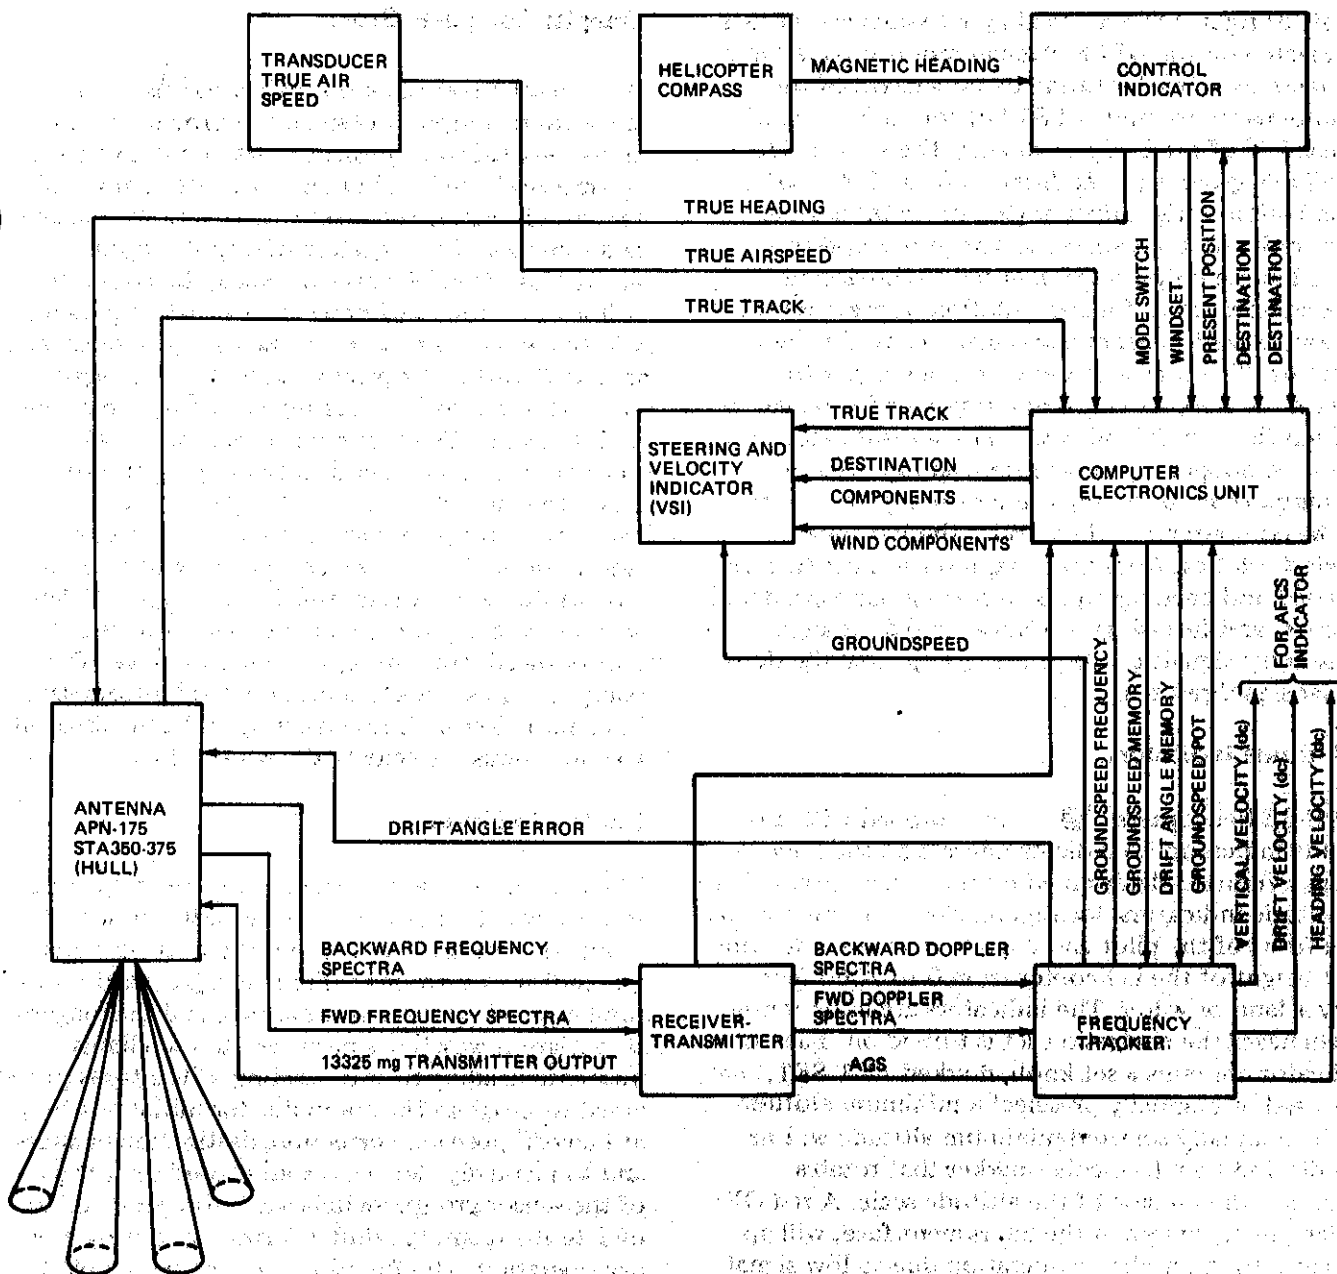 TRANSDUCER
TRUE AIR
SPEED
HELICOPTER
COMPASS
MAGNETIC HEADING
CONTROL
INDICATOR
TRUE HEADING
TRUE AIRSPEED
TRUE TRACK
MODE SWITCH
WINDSET
PRESENT POSITION
DESTINATION
DESTINATION
STEERING AND
VELOCITY
INDICATOR
(VSI)
TRUE TRACK
DESTINATION
COMPONENTS
WIND COMPONENTS
COMPUTER
ELECTRONICS UNIT
GROUNDSPEED
GROUNDSPEED FREQUENCY
GROUNDSPEED MEMORY
DRIFT ANGLE MEMORY
GROUNDSPEED POT
FOR AFCS
INDICATOR
VERTICAL VELOCITY (dc)
DRIFT VELOCITY (dc)
HEADING VELOCITY (dc)
ANTENNA
APN-175
STA350-375
(HULL)
DRIFT ANGLE ERROR
BACKWARD FREQUENCY
SPECTRA
FWD FREQUENCY SPECTRA
13325 mg TRANSMITTER OUTPUT
RECEIVER-
TRANSMITTER
BACKWARD DOPPLER
SPECTRA
FWD DOPPLER
SPECTRA
AGS
FREQUENCY
TRACKER